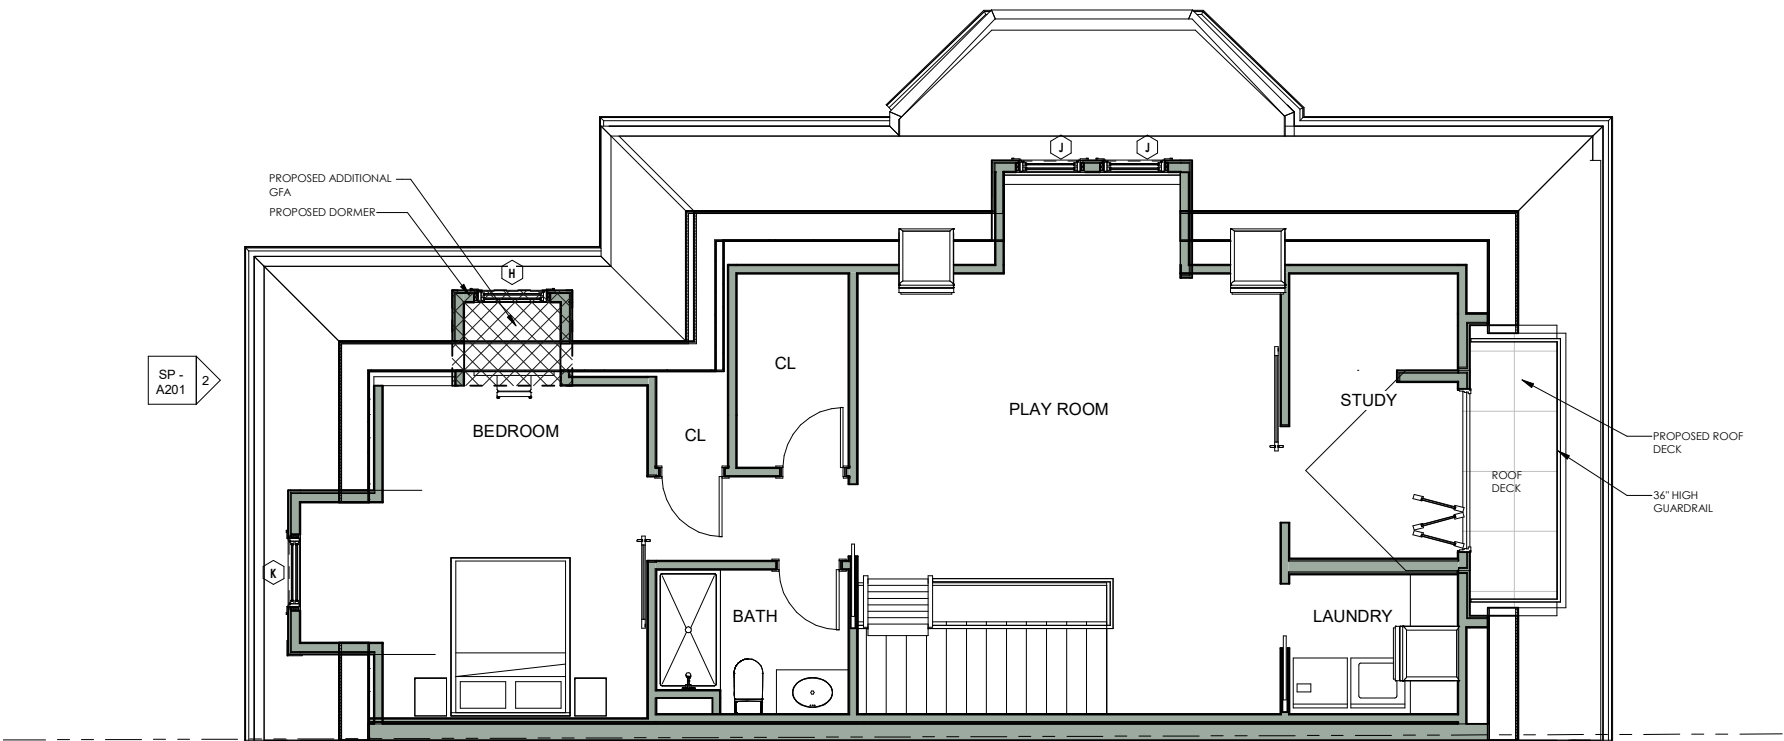 J
J
PROPOSED ADDITIONAL
GFA
PROPOSED DORMER
H
SP -
A201
2
CL
BEDROOM
CL
PLAY ROOM
STUDY
PROPOSED ROOF
DECK
ROOF
DECK
36" HIGH
GUARDRAIL
K
BATH
LAUNDRY